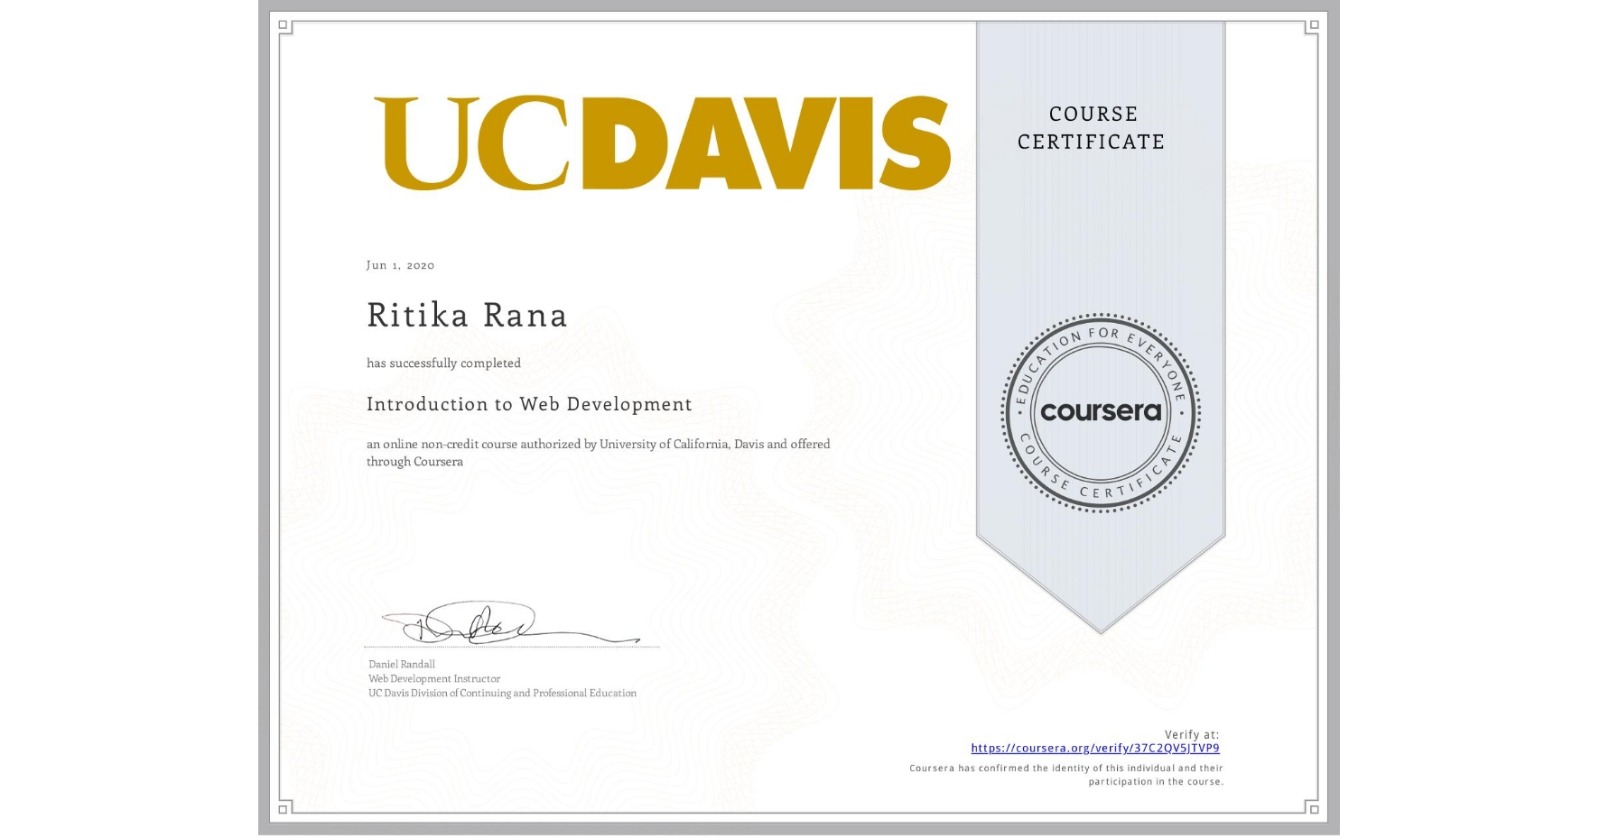 UC DAVIS
COURSE
CERTIFICATE
Jun 1, 2020
Ritika Rana
has successfully completed
Introduction to Web Development
an online non-credit course authorized by University of California, Davis and offered
through Coursera
EDUCATION FOR EVERYONE
coursera
COURSE CERTIFICATE
Daniel Randall
Web Development Instructor
UC Davis Division of Continuing and Professional Education
Verify at:
https://coursera.org/verify/37C2QV5JTVP9
Coursera has confirmed the identity of this individual and their
participation in the course.